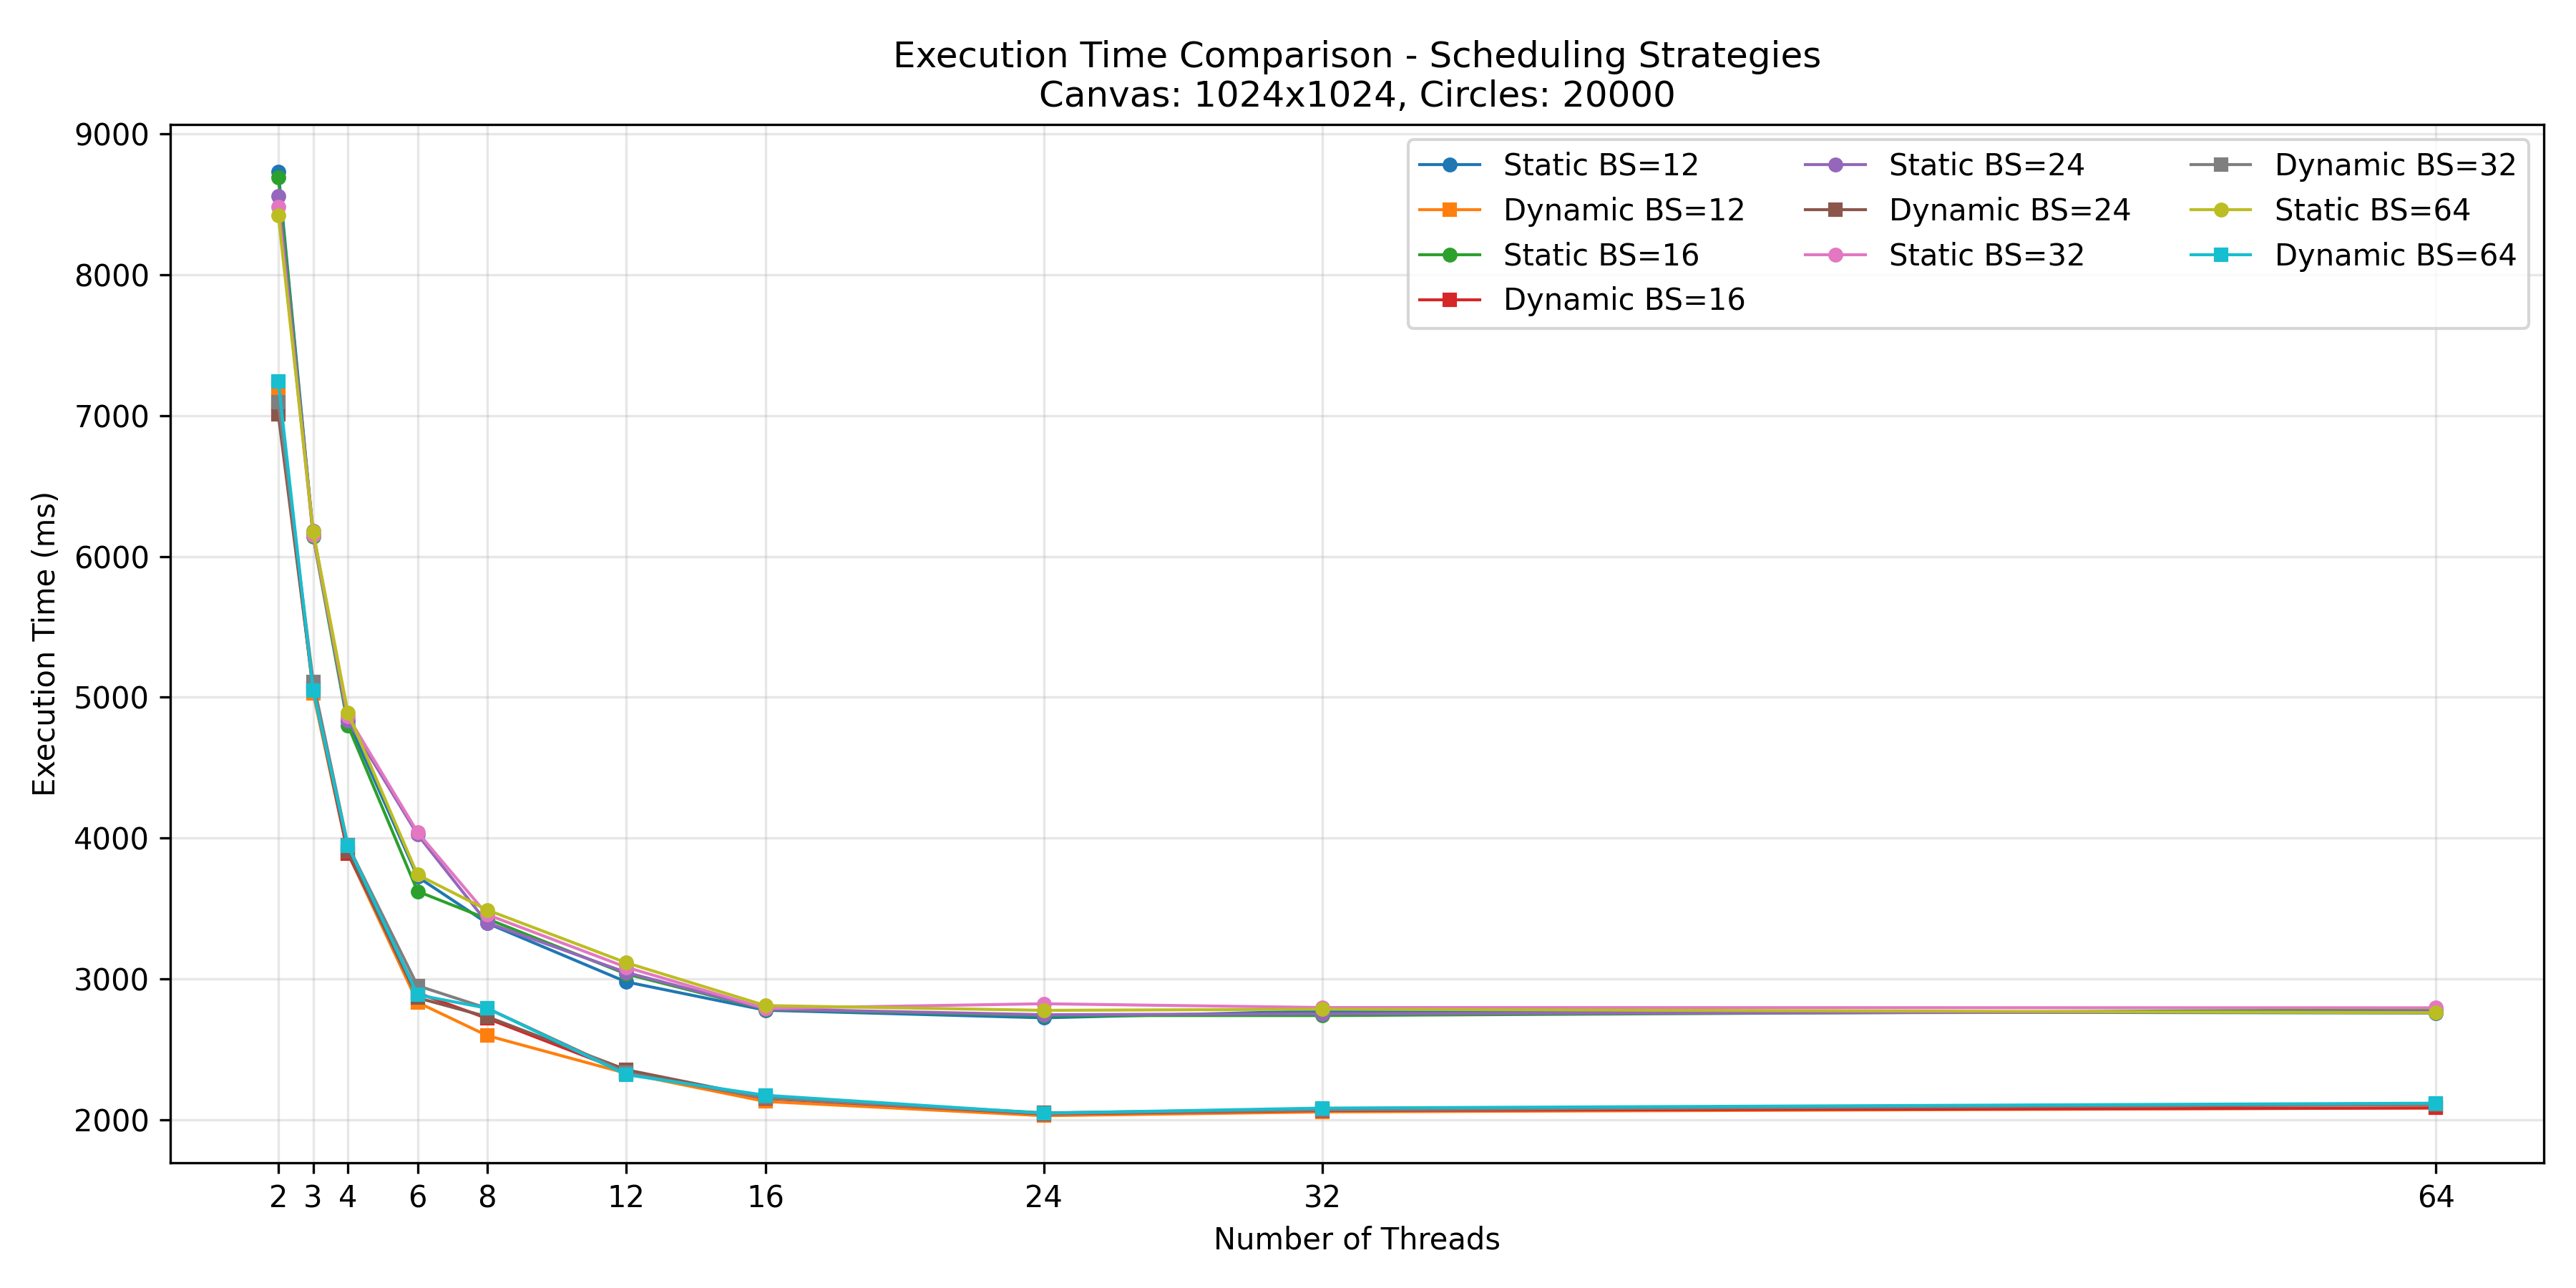 Execution Time Comparison - Scheduling Strategies
Canvas: 1024x1024, Circles: 20000
Execution Time (ms)
9000
8000
7000
6000
5000
4000
3000
2000
Static BS=12
Dynamic BS=12
Static BS=16
Dynamic BS=16
Static BS=24
Dynamic BS=24
Static BS=32
Dynamic BS=32
Static BS=64
Dynamic BS=64
2 3 4 6 8 12 16 24 32 64
Number of Threads